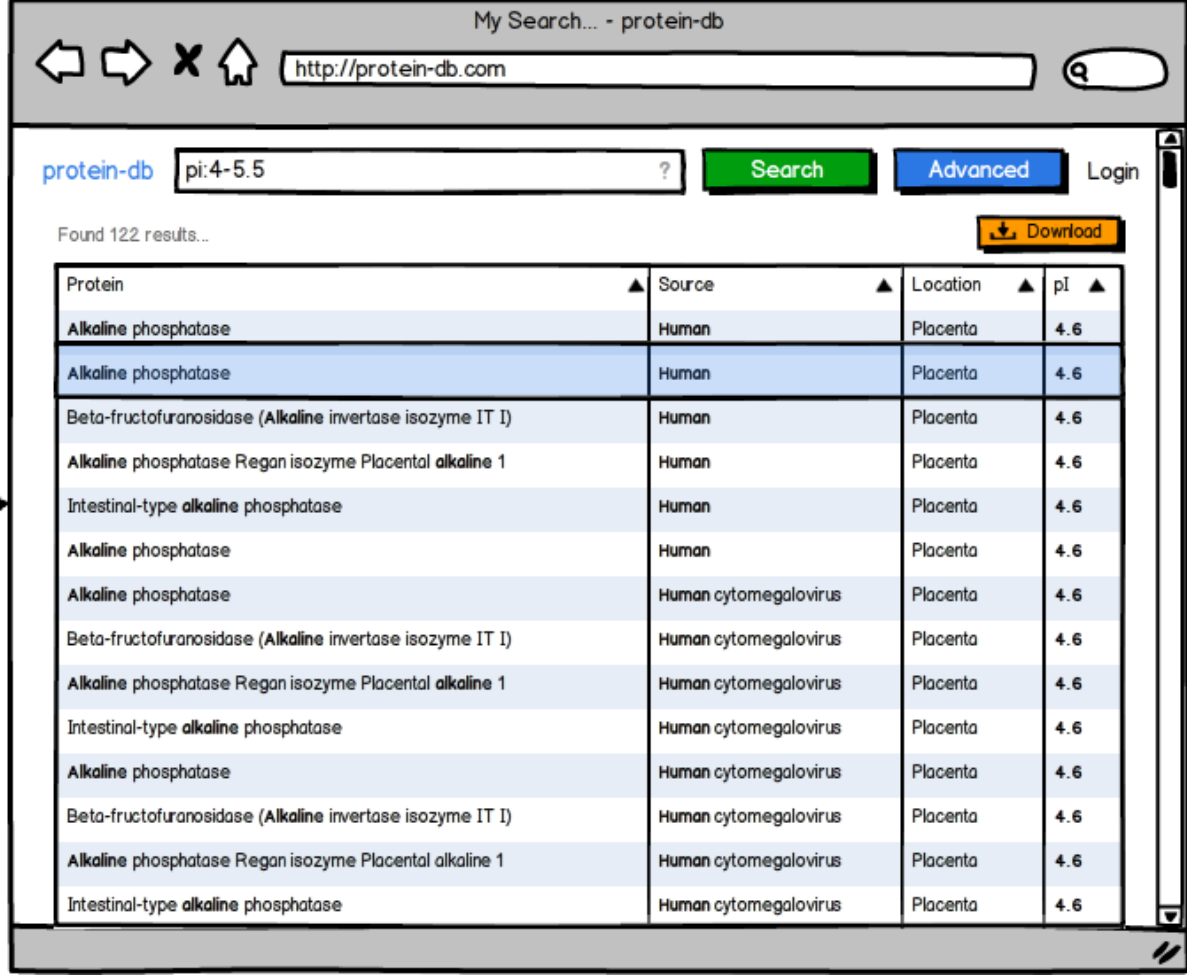 My Search... - protein-db
http://protein-db.com
protein-db pi:4-5.5 ? Search Advanced Login
Found 122 results... Download
Protein Source Location pI
Alkaline phosphatase Human Placenta 4.6
Alkaline phosphatase Human Placenta 4.6
Beta-fructofuranosidase (Alkaline invertase isozyme IT I) Human Placenta 4.6
Alkaline phosphatase Regan isozyme Placental alkaline 1 Human Placenta 4.6
Intestinal-type alkaline phosphatase Human Placenta 4.6
Alkaline phosphatase Human Placenta 4.6
Alkaline phosphatase Human cytomegalovirus Placenta 4.6
Beta-fructofuranosidase (Alkaline invertase isozyme IT I) Human cytomegalovirus Placenta 4.6
Alkaline phosphatase Regan isozyme Placental alkaline 1 Human cytomegalovirus Placenta 4.6
Intestinal-type alkaline phosphatase Human cytomegalovirus Placenta 4.6
Alkaline phosphatase Human cytomegalovirus Placenta 4.6
Beta-fructofuranosidase (Alkaline invertase isozyme IT I) Human cytomegalovirus Placenta 4.6
Alkaline phosphatase Regan isozyme Placental alkaline 1 Human cytomegalovirus Placenta 4.6
Intestinal-type alkaline phosphatase Human cytomegalovirus Placenta 4.6